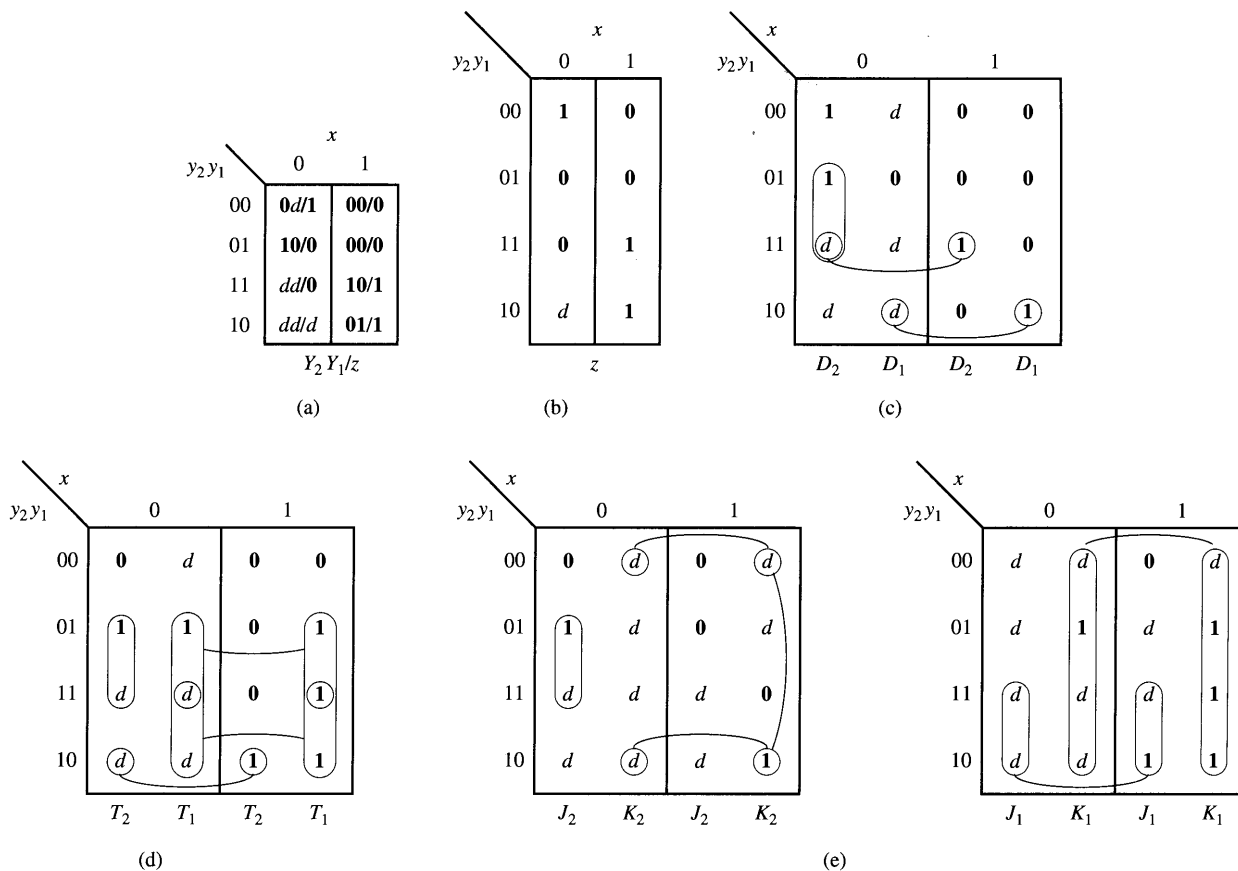 x
y2y1 0 1
00 0d/1 00/0
01 10/0 00/0
11 dd/0 10/1
10 dd/d 01/1
Y2 Y1/z
(a)
x
y2y1 0 1
00 1 0
01 0 0
11 0 1
10 d 1
z
(b)
x
y2y1 0 1
00 1 d 0 0
01 1 0 0 0
11 d d 1 0
10 d d 0 1
D2 D1 D2 D1
(c)
x
y2y1 0 1
00 0 d 0 0
01 1 1 0 1
11 d d 0 1
10 d d 1 1
T2 T1 T2 T1
(d)
x
y2y1 0 1
00 0 d 0 d
01 1 d 0 d
11 d d d 0
10 d d d 1
J2 K2 J2 K2
x
y2y1 0 1
00 d d 0 d
01 d 1 d 1
11 d d d 1
10 d d 1 1
J1 K1 J1 K1
(e)